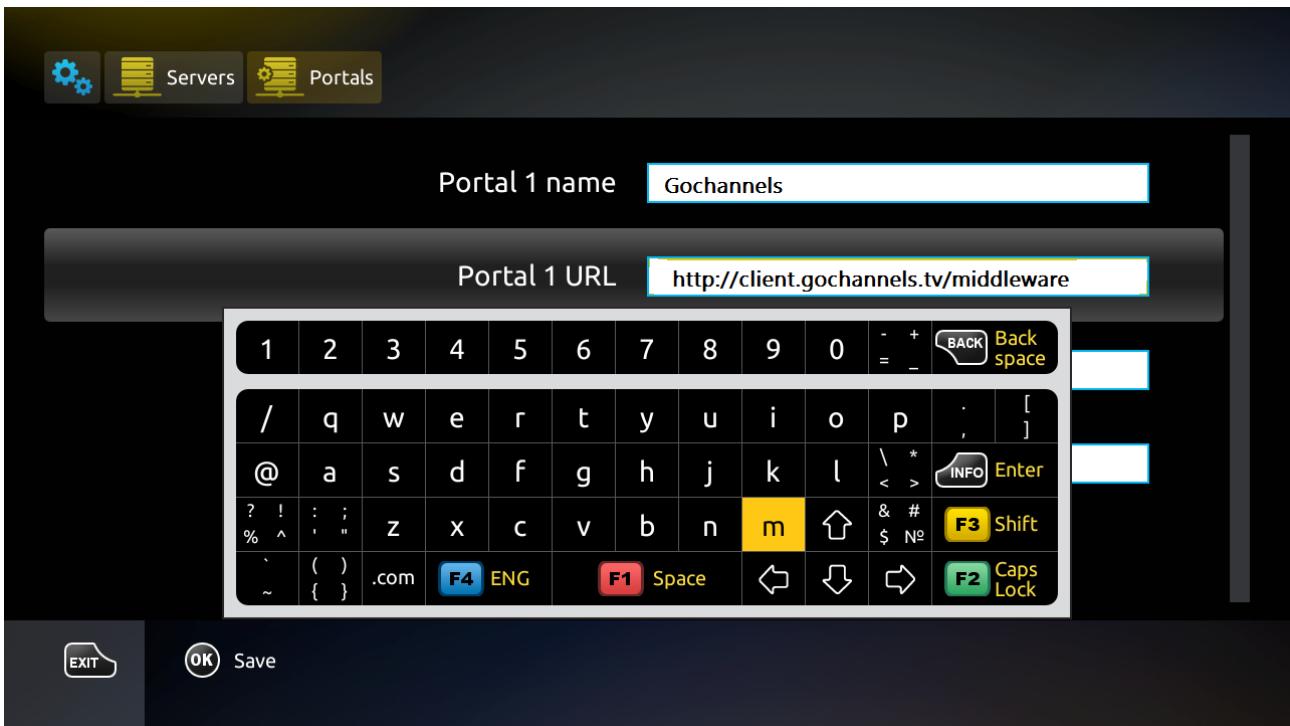 Servers Portals
Portal 1 name Gochannels
Portal 1 URL http://client.gochannels.tv/middleware
1 2 3 4 5 6 7 8 9 0 - + = _ BACK Back space
/ q w e r t y u i o p . , [ ]
@ a s d f g h j k l \ * < > INFO Enter
? ! % ^ : ; ' " z x c v b n m & # $ № F3 Shift
` ~ ( ) { } .com F4 ENG F1 Space F2 Caps Lock
EXIT OK Save